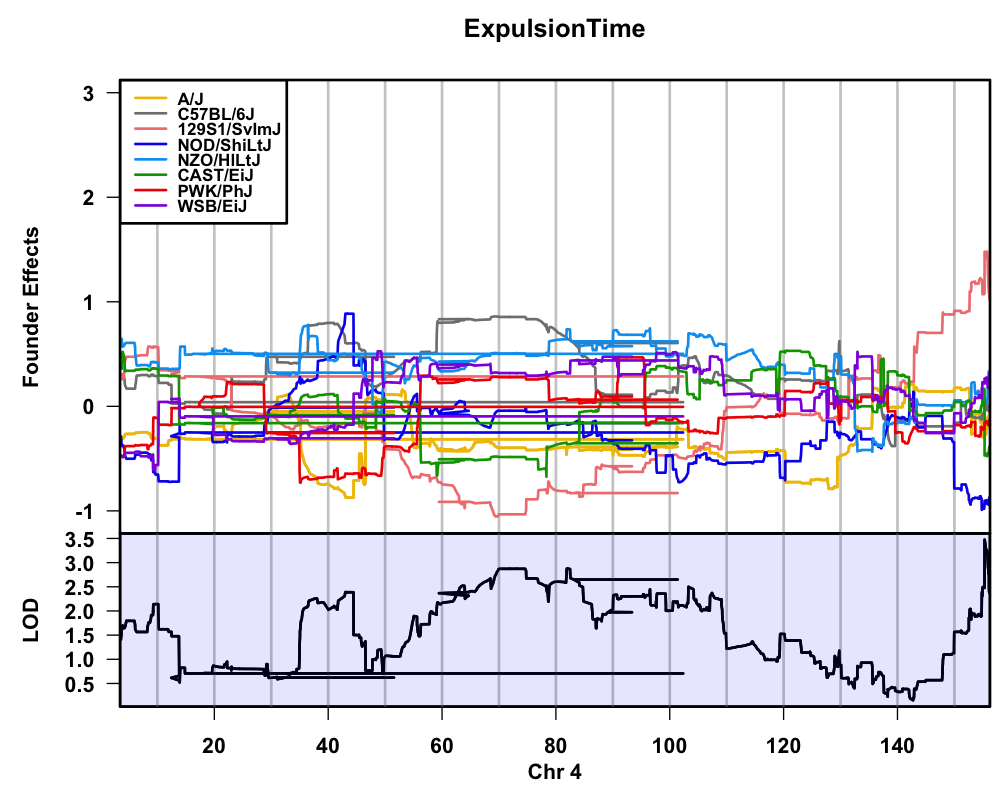 ExpulsionTime
3
2
1
0
-1
Founder Effects
A/J
C57BL/6J
129S1/SvImJ
NOD/ShiLtJ
NZO/HlLtJ
CAST/EiJ
PWK/PhJ
WSB/EiJ
3.5
3.0
2.5
2.0
1.5
1.0
0.5
LOD
20 40 60 80 100 120 140
Chr 4